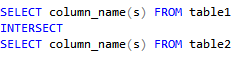 SELECT column_name(s) FROM table1
INTERSECT
SELECT column_name(s) FROM table2